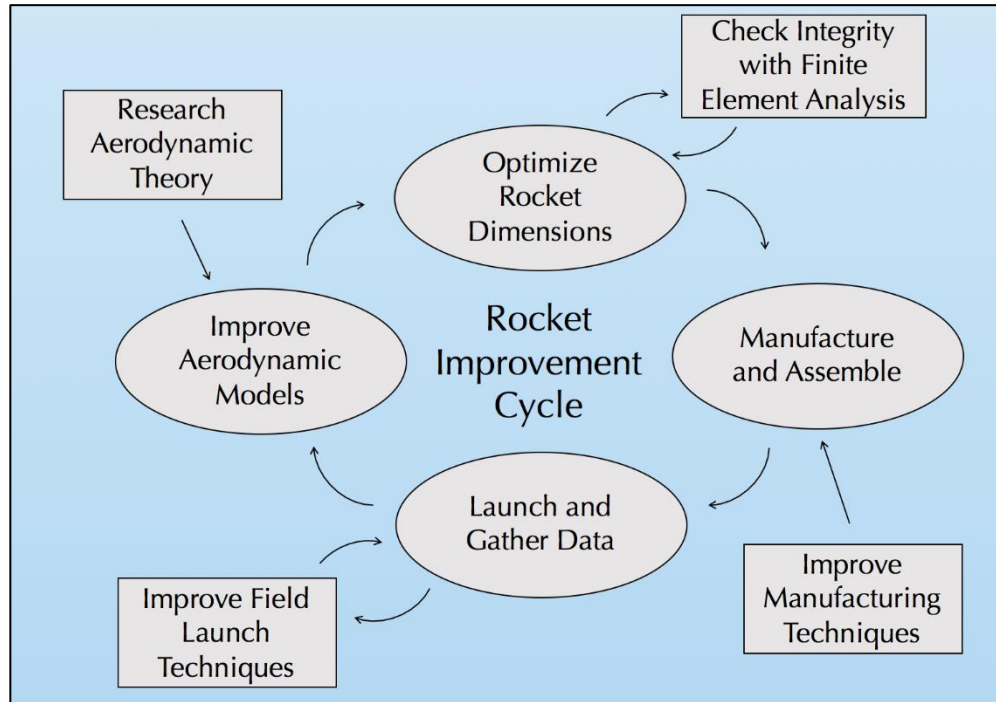 Check Integrity
with Finite
Element Analysis
Research
Aerodynamic
Theory
Optimize
Rocket
Dimensions
Improve
Aerodynamic
Models
Rocket
Improvement
Cycle
Manufacture
and Assemble
Launch and
Gather Data
Improve Field
Launch
Techniques
Improve
Manufacturing
Techniques